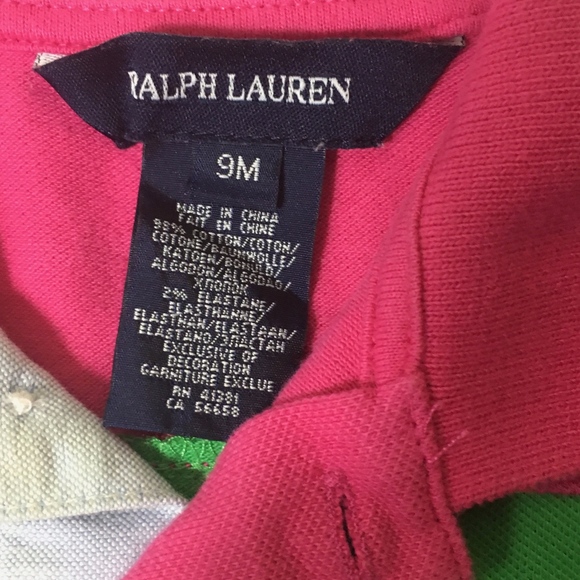 RALPH LAUREN
9M
MADE IN CHINA
FAIT EN CHINE
98% COTTON/COTON/
COTONE/BAUMWOLLE/
KATOEN/BOMULD/
ALGODON/ALGODAO/
ХЛОПОК
2% ELASTANE/
ELASTHANNE/
ELASTHAN/ELASTAAN/
ELASTANO/ЭЛАСТАН
EXCLUSIVE OF
DECORATION
GARNITURE EXCLUE
RN 41381
CA 56658